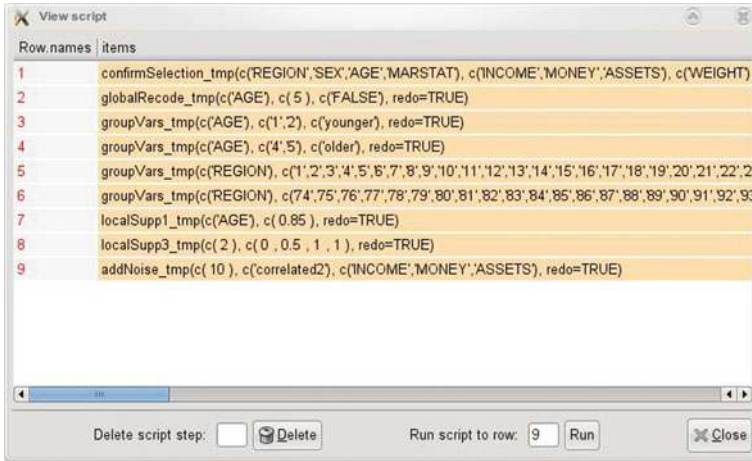 View script
Row.names items
1 confirmSelection_tmp(c('REGION','SEX','AGE','MARSTAT'), c('INCOME','MONEY','ASSETS'), c('WEIGHT')
2 globalRecode_tmp(c('AGE'), c( 5 ), c('FALSE'), redo=TRUE)
3 groupVars_tmp(c('AGE'), c('1','2'), c('younger'), redo=TRUE)
4 groupVars_tmp(c('AGE'), c('4','5'), c('older'), redo=TRUE)
5 groupVars_tmp(c('REGION'), c('1','2','3','4','5','6','7','8','9','10','11','12','13','14','15','16','17','18','19','20','21','22','2
6 groupVars_tmp(c('REGION'), c('74','75','76','77','78','79','80','81','82','83','84','85','86','87','88','89','90','91','92','93
7 localSupp1_tmp(c('AGE'), c( 0.85 ), redo=TRUE)
8 localSupp3_tmp(c( 2 ), c( 0 , 0.5 , 1 , 1 ), redo=TRUE)
9 addNoise_tmp(c( 10 ), c('correlated2'), c('INCOME','MONEY','ASSETS'), redo=TRUE)
Delete script step: Delete Run script to row: 9 Run Close